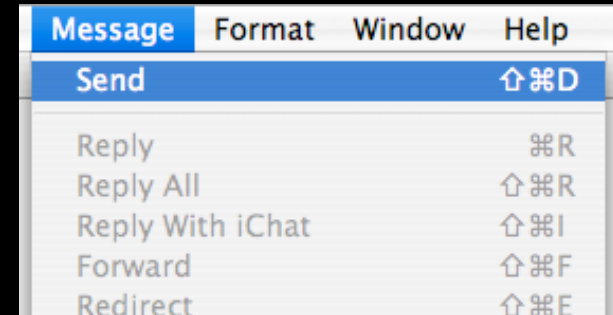 Message Format Window Help
Send ⇧⌘D
Reply ⌘R
Reply All ⇧⌘R
Reply With iChat ⇧⌘I
Forward ⇧⌘F
Redirect ⇧⌘E